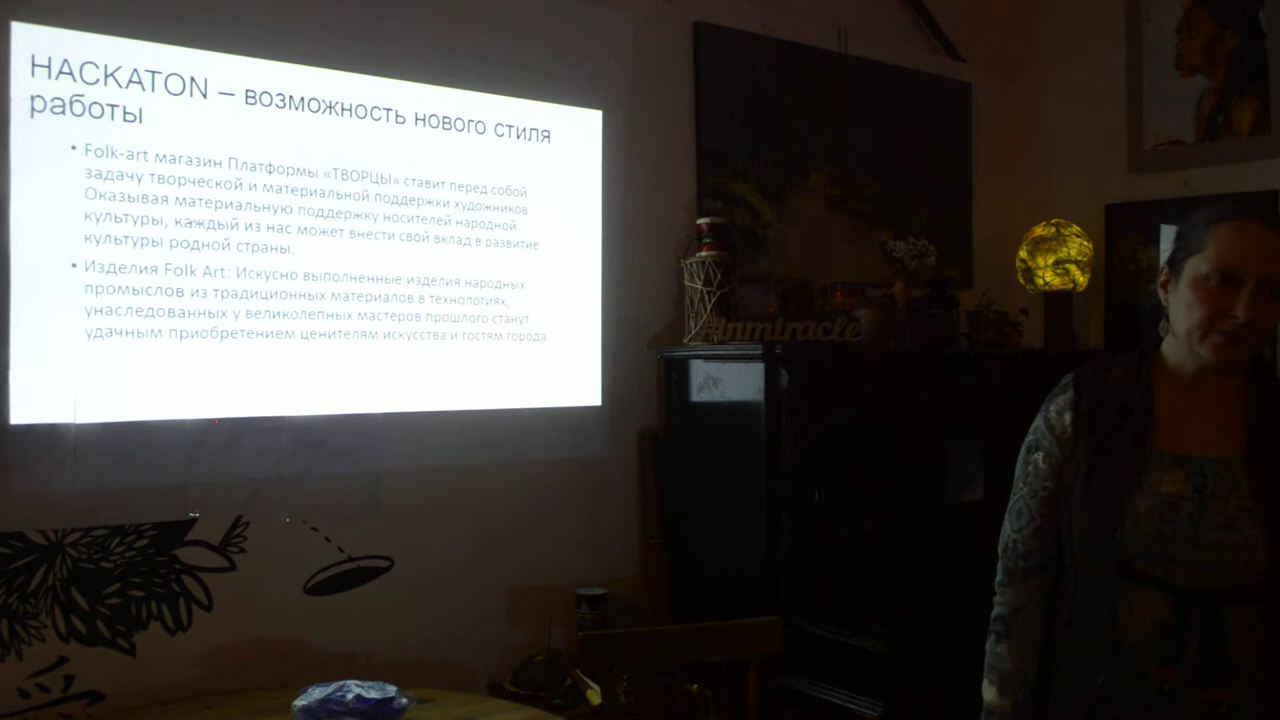 HACKATON – возможность нового стиля
работы
• Folk-art магазин Платформы «ТВОРЦЫ» ставит перед собой
задачу творческой и материальной поддержки художников.
Оказывая материальную поддержку носителей народной
культуры, каждый из нас может внести свой вклад в развитие
культуры родной страны.
• Изделия Folk Art: Искусно выполненные изделия народных
промыслов из традиционных материалов в технологиях,
унаследованных у великолепных мастеров прошлого станут
удачным приобретением ценителям искусства и гостям города
#inmiracle